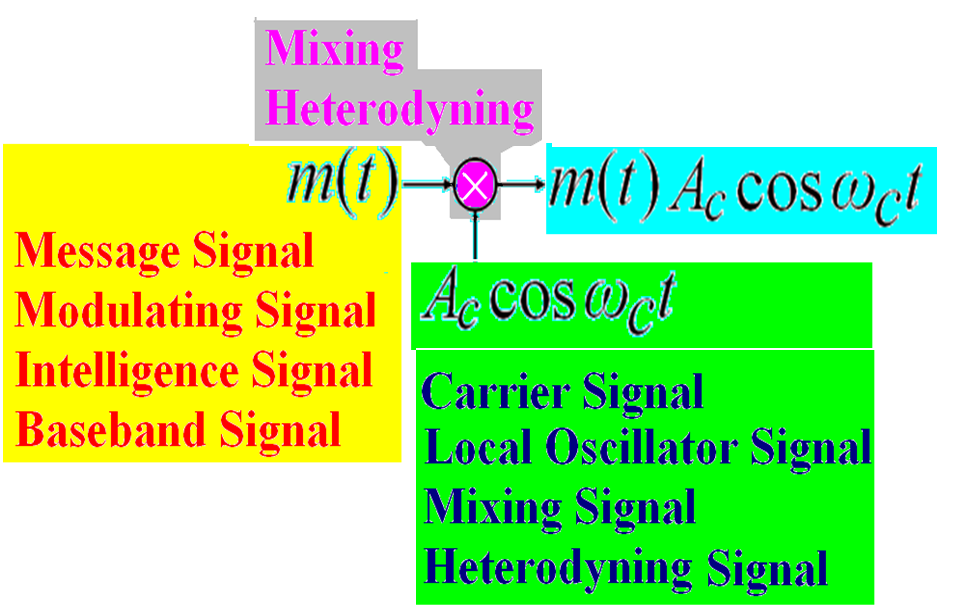 Mixing
Heterodyning
m(t)
m(t) A_c cos ω_c t
A_c cos ω_c t
Message Signal
Modulating Signal
Intelligence Signal
Baseband Signal
Carrier Signal
Local Oscillator Signal
Mixing Signal
Heterodyning Signal